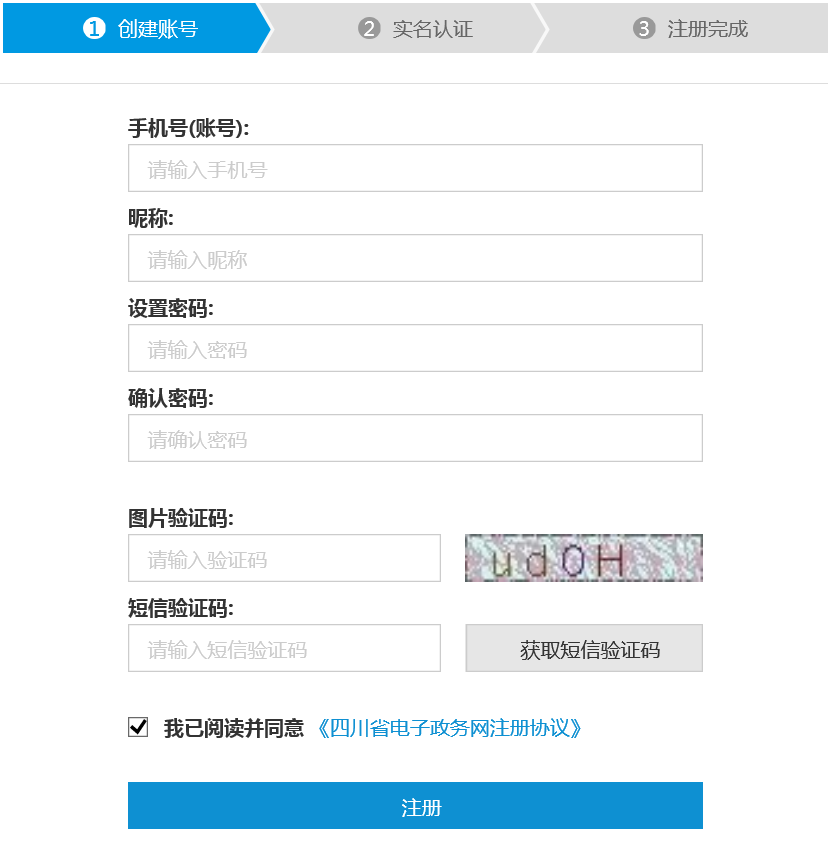 1 创建账号 2 实名认证 3 注册完成
手机号(账号):
请输入手机号
昵称:
请输入昵称
设置密码:
请输入密码
确认密码:
请确认密码
图片验证码:
请输入验证码 udOH
短信验证码:
请输入短信验证码 获取短信验证码
我已阅读并同意 《四川省电子政务网注册协议》
注册